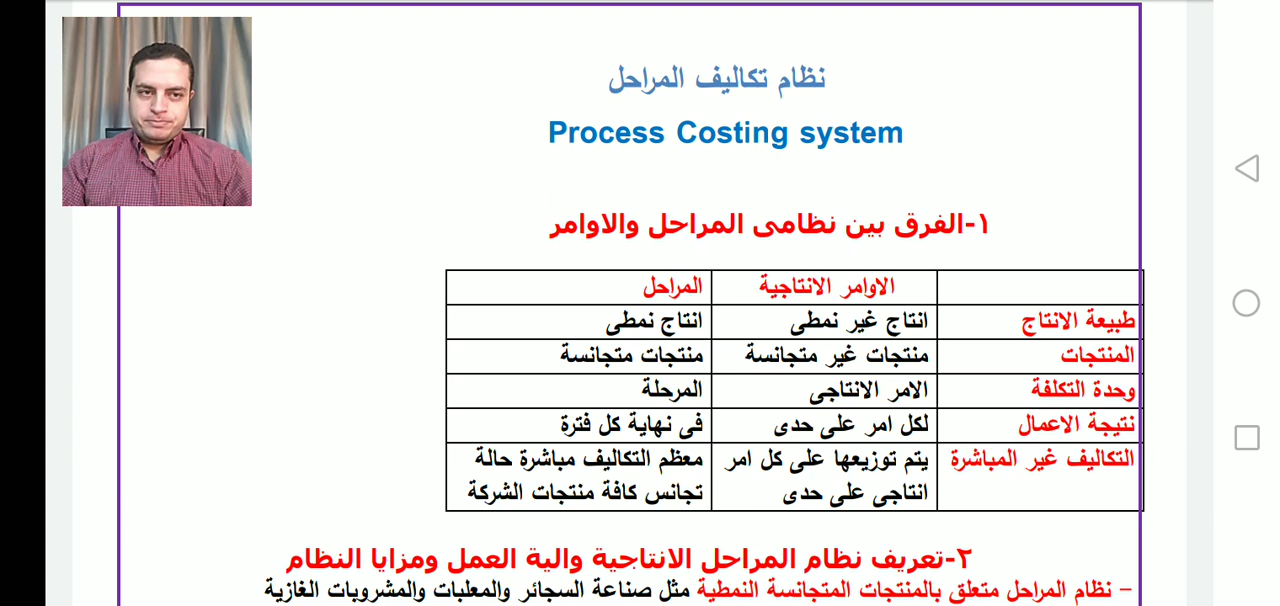 نظام تكاليف المراحل
Process Costing system
١-الفرق بين نظامى المراحل والاوامر
الاوامر الانتاجية المراحل
طبيعة الانتاج انتاج غير نمطى انتاج نمطى
المنتجات منتجات غير متجانسة منتجات متجانسة
وحدة التكلفة الامر الانتاجى المرحلة
نتيجة الاعمال لكل امر على حدى فى نهاية كل فترة
التكاليف غير المباشرة يتم توزيعها على كل امر معظم التكاليف مباشرة حالة
انتاجى على حدى تجانس كافة منتجات الشركة
٢-تعريف نظام المراحل الانتاجية والية العمل ومزايا النظام
– نظام المراحل متعلق بالمنتجات المتجانسة النمطية مثل صناعة السجائر والمعلبات والمشروبات الغازية